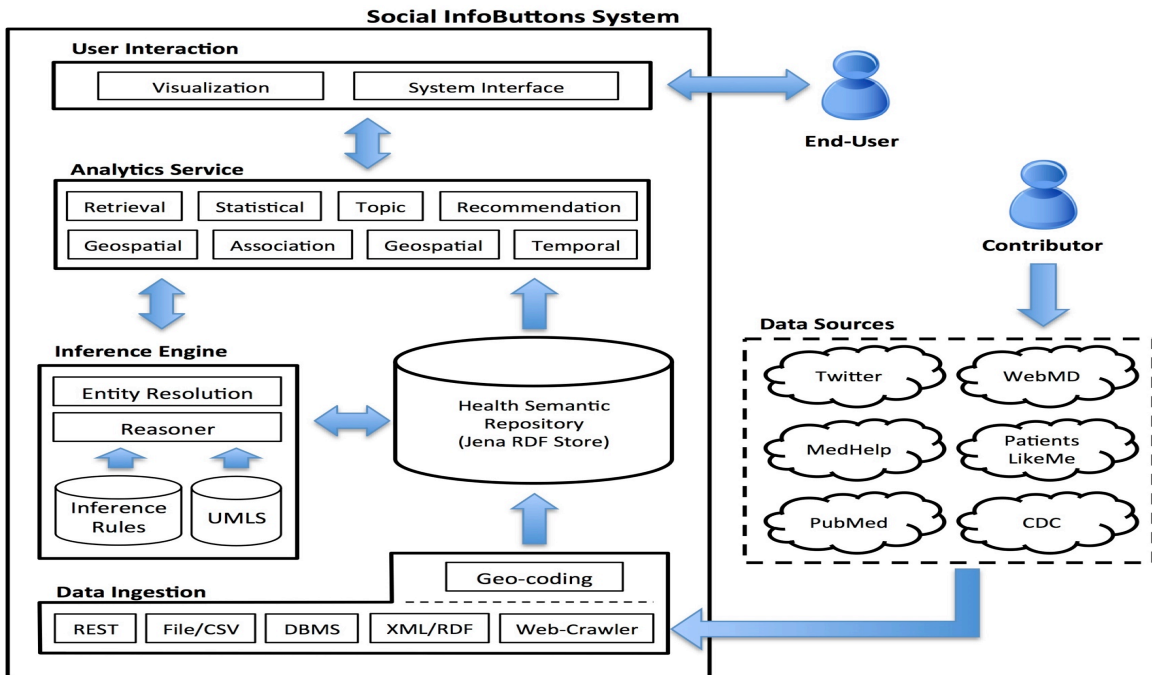 Social InfoButtons System
User Interaction
Visualization
System Interface
End-User
Analytics Service
Retrieval
Statistical
Topic
Recommendation
Geospatial
Association
Geospatial
Temporal
Contributor
Inference Engine
Entity Resolution
Reasoner
Inference
Rules
UMLS
Health Semantic
Repository
(Jena RDF Store)
Data Sources
Twitter
WebMD
MedHelp
Patients
LikeMe
PubMed
CDC
Data Ingestion
Geo-coding
REST
File/CSV
DBMS
XML/RDF
Web-Crawler